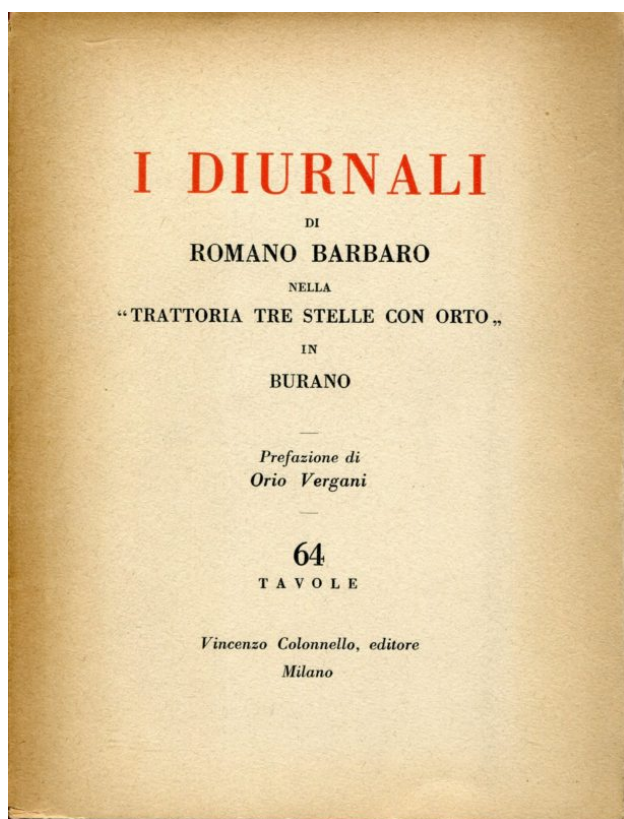 I DIURNALI
DI
ROMANO BARBARO
NELLA
“TRATTORIA TRE STELLE CON ORTO„
IN
BURANO
Prefazione di
Orio Vergani
64
TAVOLE
Vincenzo Colonnello, editore
Milano